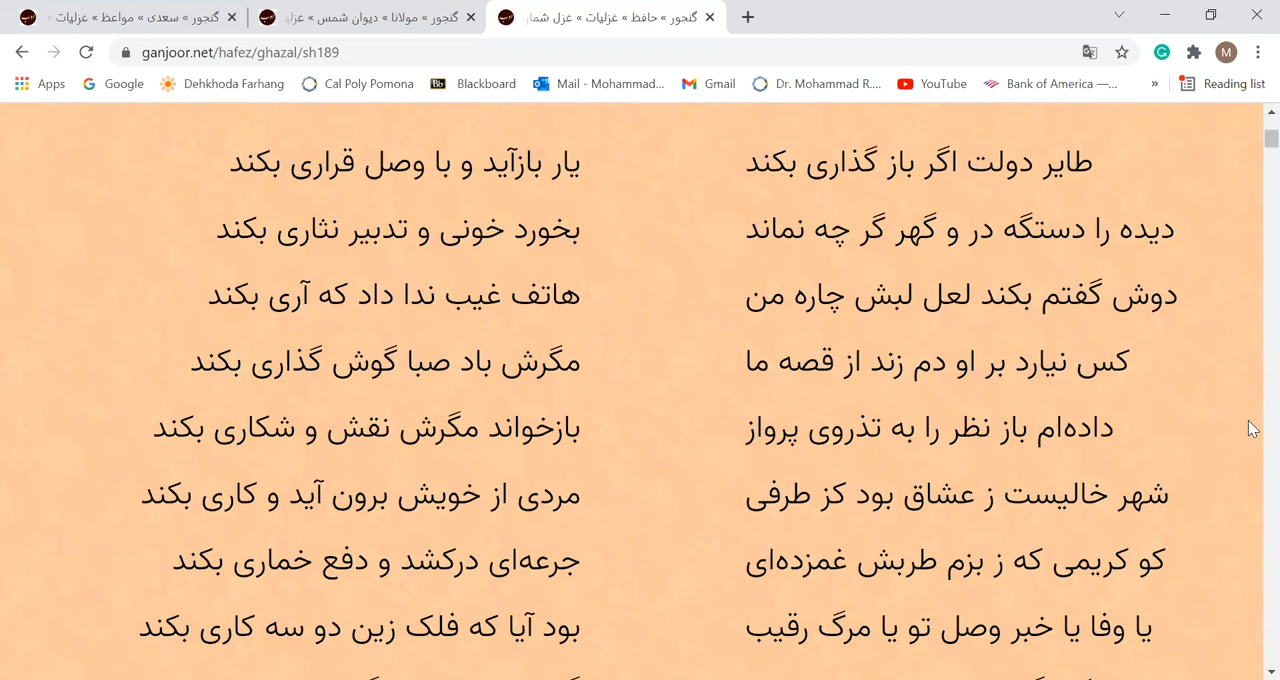 گنجور » سعدی » مواعظ » غزلیات »
گنجور » مولانا » دیوان شمس » غزلی
گنجور » حافظ » غزلیات » غزل شمار
ganjoor.net/hafez/ghazal/sh189
M
Apps Google Dehkhoda Farhang Cal Poly Pomona Bb Blackboard Mail - Mohammad... Gmail Dr. Mohammad R.... YouTube Bank of America —... » Reading list
طایر دولت اگر باز گذاری بکند یار بازآید و با وصل قراری بکند
دیده را دستگه در و گهر گر چه نماند بخورد خونی و تدبیر نثاری بکند
دوش گفتم بکند لعل لبش چاره من هاتف غیب ندا داد که آری بکند
کس نیارد بر او دم زند از قصه ما مگرش باد صبا گوش گذاری بکند
داده‌ام باز نظر را به تذروی پرواز بازخواند مگرش نقش و شکاری بکند
شهر خالیست ز عشاق بود کز طرفی مردی از خویش برون آید و کاری بکند
کو کریمی که ز بزم طربش غمزده‌ای جرعه‌ای درکشد و دفع خماری بکند
یا وفا یا خبر وصل تو یا مرگ رقیب بود آیا که فلک زین دو سه کاری بکند